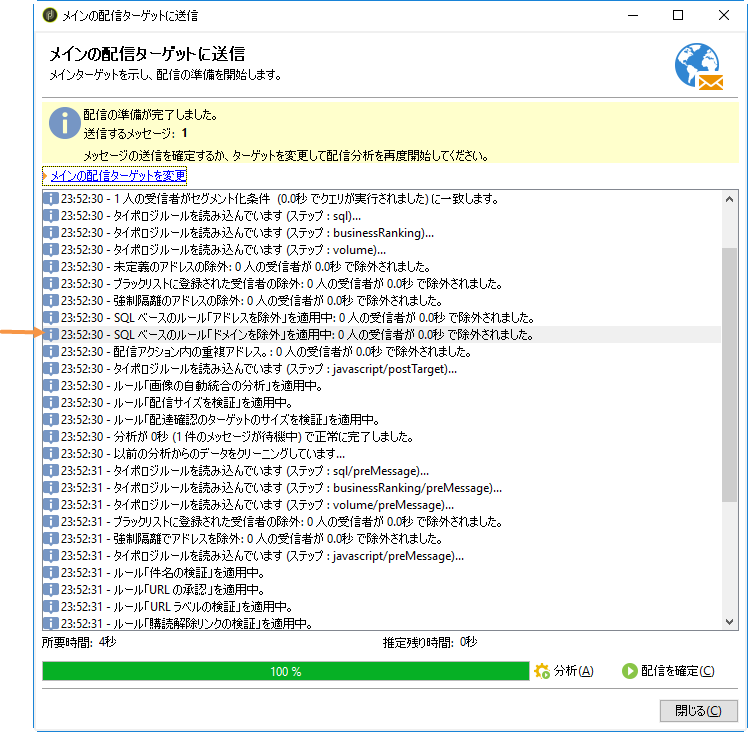 メインの配信ターゲットに送信
メインの配信ターゲットに送信
メインターゲットを示し、配信の準備を開始します。
配信の準備が完了しました。
送信するメッセージ: 1
メッセージの送信を確定するか、ターゲットを変更して配信分析を再度開始してください。
メインの配信ターゲットを変更
23:52:30 - 1 人の受信者がセグメント化条件 (0.0秒 でクエリが実行されました) に一致します。
23:52:30 - タイポロジルールを読み込んでいます (ステップ : sql)...
23:52:30 - タイポロジルールを読み込んでいます (ステップ : businessRanking)...
23:52:30 - タイポロジルールを読み込んでいます (ステップ : volume)...
23:52:30 - 未定義のアドレスの除外: 0 人の受信者が 0.0秒 で除外されました。
23:52:30 - ブラックリストに登録された受信者の除外: 0 人の受信者が 0.0秒 で除外されました。
23:52:30 - 強制隔離のアドレスの除外: 0 人の受信者が 0.0秒 で除外されました。
23:52:30 - SQL ベースのルール「アドレスを除外」を適用中: 0 人の受信者が 0.0秒 で除外されました。
23:52:30 - SQL ベースのルール「ドメインを除外」を適用中: 0 人の受信者が 0.0秒 で除外されました。
23:52:30 - 配信アクション内の重複アドレス。: 0 人の受信者が 0.0秒 で除外されました。
23:52:30 - タイポロジルールを読み込んでいます (ステップ : javascript/postTarget)...
23:52:30 - ルール「画像の自動統合の分析」を適用中。
23:52:30 - ルール「配信サイズを検証」を適用中。
23:52:30 - ルール「配達確認のターゲットのサイズを検証」を適用中。
23:52:30 - 分析が 0秒 (1 件のメッセージが待機中) で正常に完了しました。
23:52:30 - 以前の分析からのデータをクリーニングしています...
23:52:31 - タイポロジルールを読み込んでいます (ステップ : sql/preMessage)...
23:52:31 - タイポロジルールを読み込んでいます (ステップ : businessRanking/preMessage)...
23:52:31 - タイポロジルールを読み込んでいます (ステップ : volume/preMessage)...
23:52:31 - ブラックリストに登録された受信者の除外: 0 人の受信者が 0.0秒 で除外されました。
23:52:31 - 強制隔離でアドレスを除外: 0 人の受信者が 0.0秒 で除外されました。
23:52:31 - タイポロジルールを読み込んでいます (ステップ : javascript/preMessage)...
23:52:31 - ルール「件名の検証」を適用中。
23:52:31 - ルール「URL の承認」を適用中。
23:52:31 - ルール「URL ラベルの検証」を適用中。
23:52:31 - ルール「購読解除リンクの検証」を適用中。
所要時間: 4秒 推定残り時間: 0秒
100 % 分析(A) 配信を確定(C)
閉じる(C)